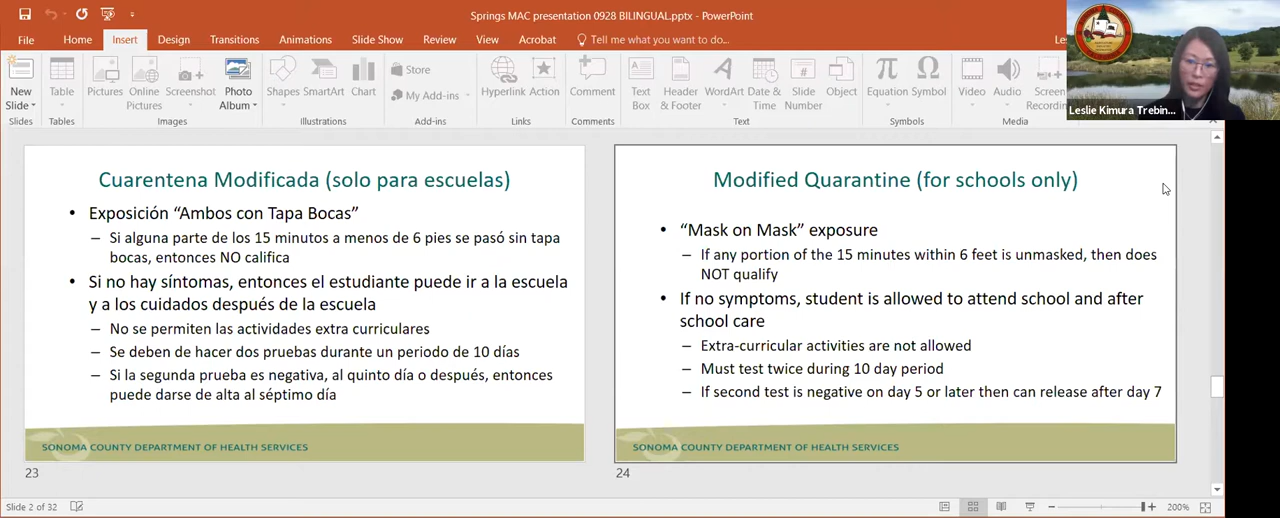 Springs MAC presentation 0928 BILINGUAL.pptx - PowerPoint
File Home Insert Design Transitions Animations Slide Show Review View Acrobat Tell me what you want to do... Les
New Slide
Table
Pictures
Online Pictures
Screenshot
Photo Album
Shapes
SmartArt
Chart
Store
My Add-ins
Hyperlink
Action
Comment
Text Box
Header & Footer
WordArt
Date & Time
Slide Number
Object
Equation
Symbol
Video
Audio
Screen Recording
Slides Tables Images Illustrations Add-ins Links Comments Text Symbols Media
Leslie Kimura Trebin...
Cuarentena Modificada (solo para escuelas)
• Exposición “Ambos con Tapa Bocas”
– Si alguna parte de los 15 minutos a menos de 6 pies se pasó sin tapa
bocas, entonces NO califica
• Si no hay síntomas, entonces el estudiante puede ir a la escuela
y a los cuidados después de la escuela
– No se permiten las actividades extra curriculares
– Se deben de hacer dos pruebas durante un periodo de 10 días
– Si la segunda prueba es negativa, al quinto día o después, entonces
puede darse de alta al séptimo día
SONOMA COUNTY DEPARTMENT OF HEALTH SERVICES
23
Modified Quarantine (for schools only)
• “Mask on Mask” exposure
– If any portion of the 15 minutes within 6 feet is unmasked, then does
NOT qualify
• If no symptoms, student is allowed to attend school and after
school care
– Extra-curricular activities are not allowed
– Must test twice during 10 day period
– If second test is negative on day 5 or later then can release after day 7
SONOMA COUNTY DEPARTMENT OF HEALTH SERVICES
24
Slide 2 of 32
200%